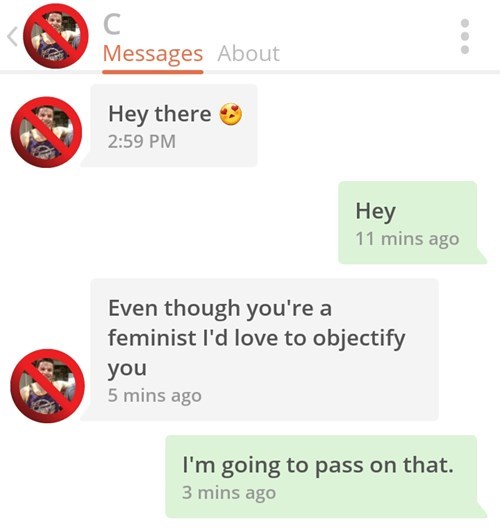 C
Messages About
Hey there 😍
2:59 PM
Hey
11 mins ago
Even though you're a
feminist I'd love to objectify
you
5 mins ago
I'm going to pass on that.
3 mins ago